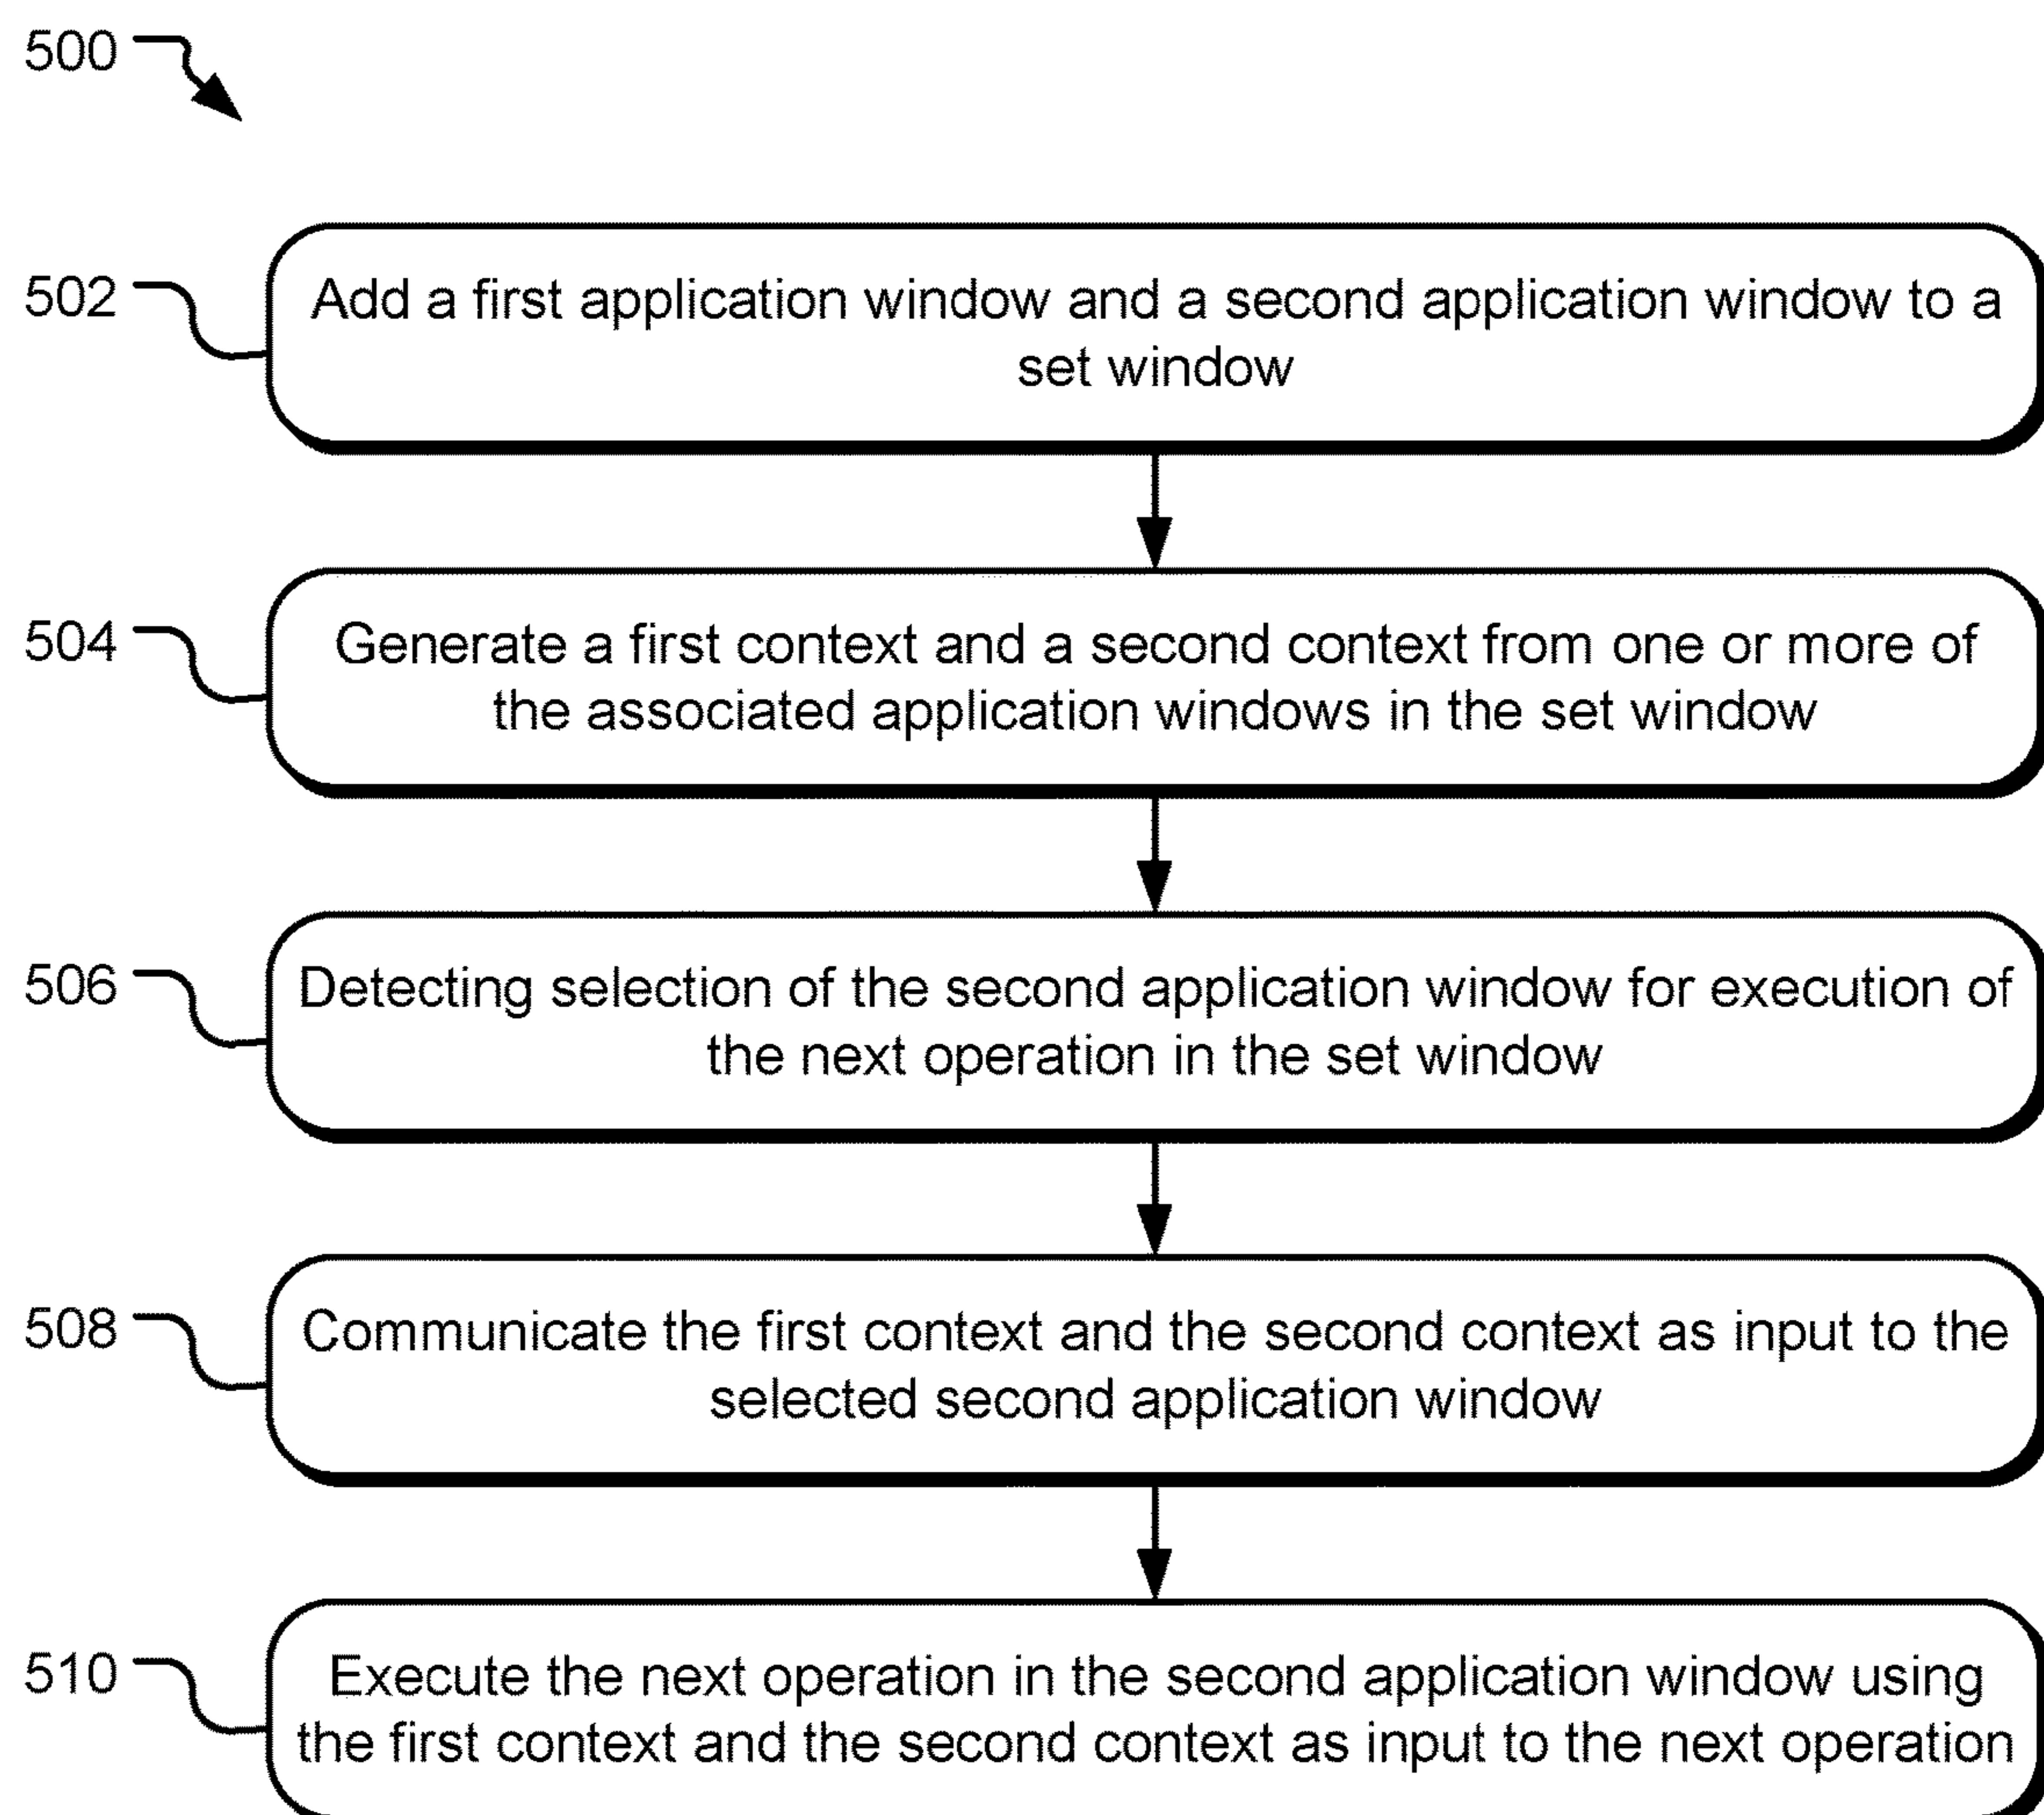 500
502
Add a first application window and a second application window to a
set window
504
Generate a first context and a second context from one or more of
the associated application windows in the set window
506
Detecting selection of the second application window for execution of
the next operation in the set window
508
Communicate the first context and the second context as input to the
selected second application window
510
Execute the next operation in the second application window using
the first context and the second context as input to the next operation